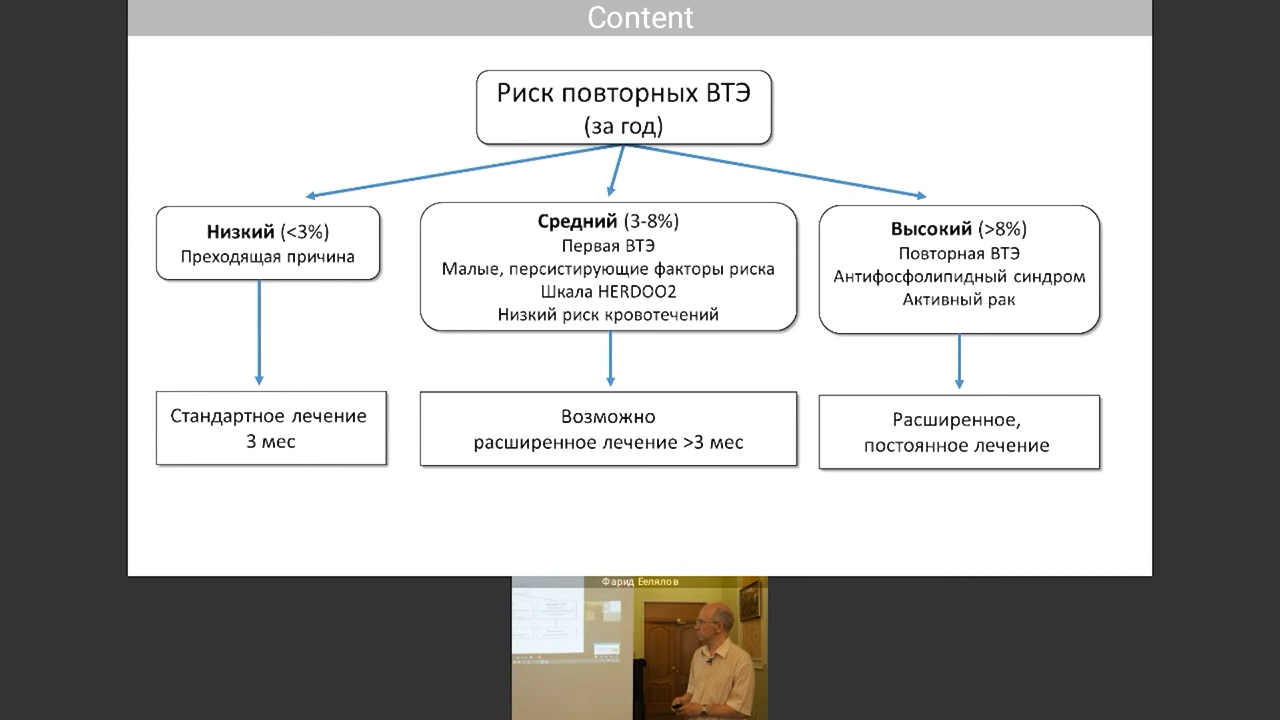 Content
Риск повторных ВТЭ
(за год)
Низкий (<3%)
Преходящая причина
Средний (3-8%)
Первая ВТЭ
Малые, персистирующие факторы риска
Шкала HERDOO2
Низкий риск кровотечений
Высокий (>8%)
Повторная ВТЭ
Антифосфолипидный синдром
Активный рак
Стандартное лечение
3 мес
Возможно
расширенное лечение >3 мес
Расширенное,
постоянное лечение
Фарид Белялов